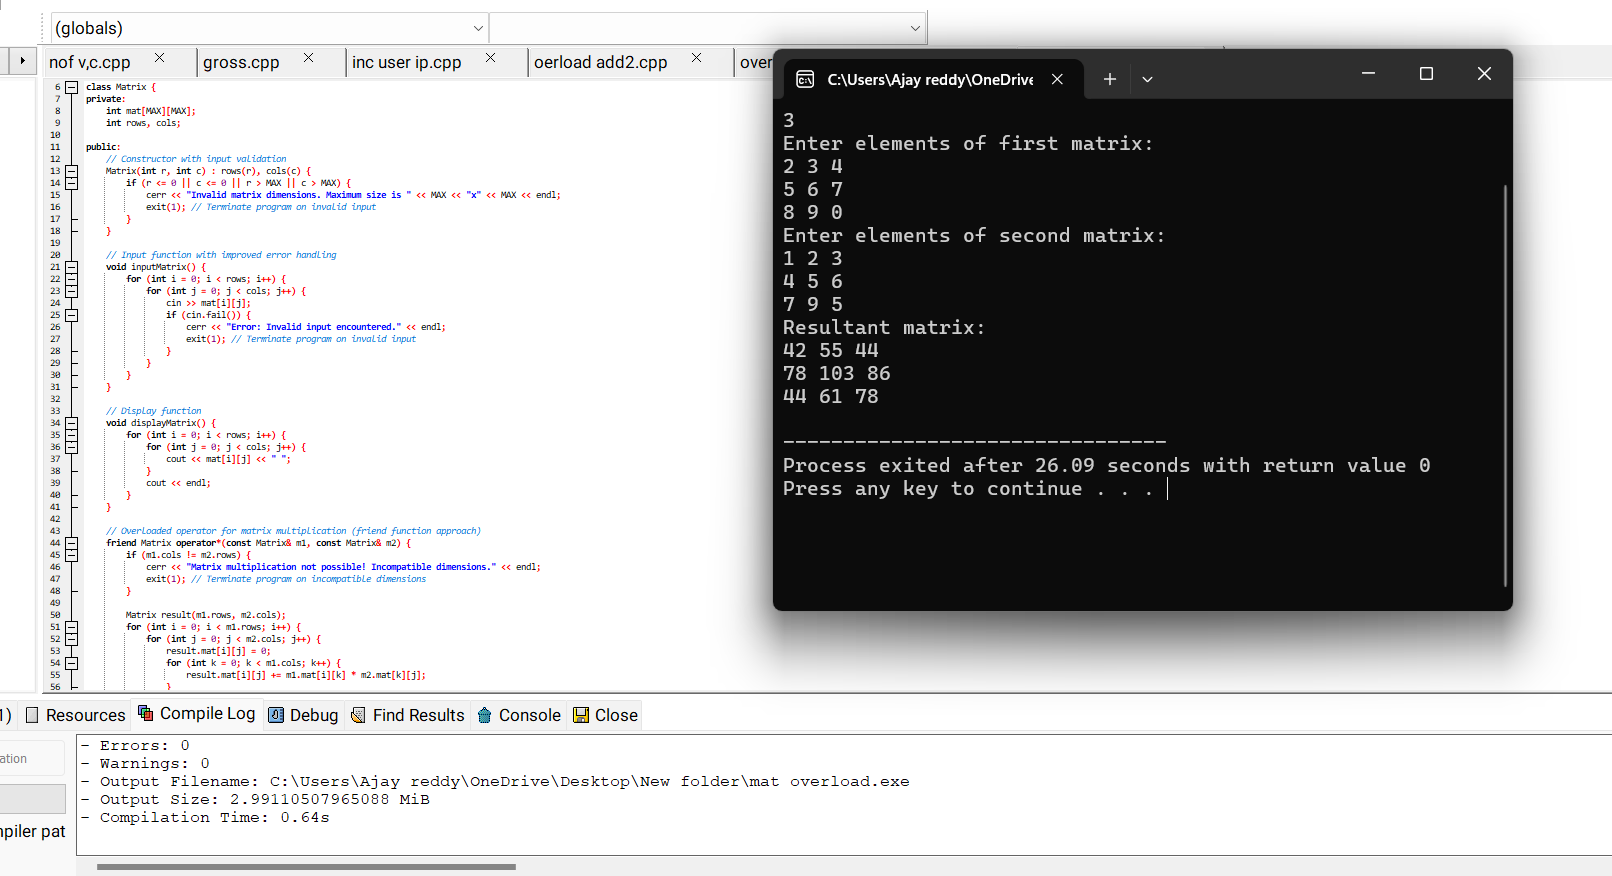 (globals)
nof v,c.cpp
gross.cpp
inc user ip.cpp
oerload add2.cpp
over
6 class Matrix {
7 private:
8 int mat[MAX][MAX];
9 int rows, cols;
10
11 public:
12 // Constructor with input validation
13 Matrix(int r, int c) : rows(r), cols(c) {
14 if (r <= 0 || c <= 0 || r > MAX || c > MAX) {
15 cerr << "Invalid matrix dimensions. Maximum size is " << MAX << "x" << MAX << endl;
16 exit(1); // Terminate program on invalid input
17 }
18 }
19
20 // Input function with improved error handling
21 void inputMatrix() {
22 for (int i = 0; i < rows; i++) {
23 for (int j = 0; j < cols; j++) {
24 cin >> mat[i][j];
25 if (cin.fail()) {
26 cerr << "Error: Invalid input encountered." << endl;
27 exit(1); // Terminate program on invalid input
28 }
29 }
30 }
31 }
32
33 // Display function
34 void displayMatrix() {
35 for (int i = 0; i < rows; i++) {
36 for (int j = 0; j < cols; j++) {
37 cout << mat[i][j] << " ";
38 }
39 cout << endl;
40 }
41 }
42
43 // Overloaded operator for matrix multiplication (friend function approach)
44 friend Matrix operator*(const Matrix& m1, const Matrix& m2) {
45 if (m1.cols != m2.rows) {
46 cerr << "Matrix multiplication not possible! Incompatible dimensions." << endl;
47 exit(1); // Terminate program on incompatible dimensions
48 }
49
50 Matrix result(m1.rows, m2.cols);
51 for (int i = 0; i < m1.rows; i++) {
52 for (int j = 0; j < m2.cols; j++) {
53 result.mat[i][j] = 0;
54 for (int k = 0; k < m1.cols; k++) {
55 result.mat[i][j] += m1.mat[i][k] * m2.mat[k][j];
56 }
C:\Users\Ajay reddy\OneDrive
3
Enter elements of first matrix:
2 3 4
5 6 7
8 9 0
Enter elements of second matrix:
1 2 3
4 5 6
7 9 5
Resultant matrix:
42 55 44
78 103 86
44 61 78
--------------------------------
Process exited after 26.09 seconds with return value 0
Press any key to continue . . .
1) Resources Compile Log Debug Find Results Console Close
ation
mpiler pat
- Errors: 0
- Warnings: 0
- Output Filename: C:\Users\Ajay reddy\OneDrive\Desktop\New folder\mat overload.exe
- Output Size: 2.99110507965088 MiB
- Compilation Time: 0.64s